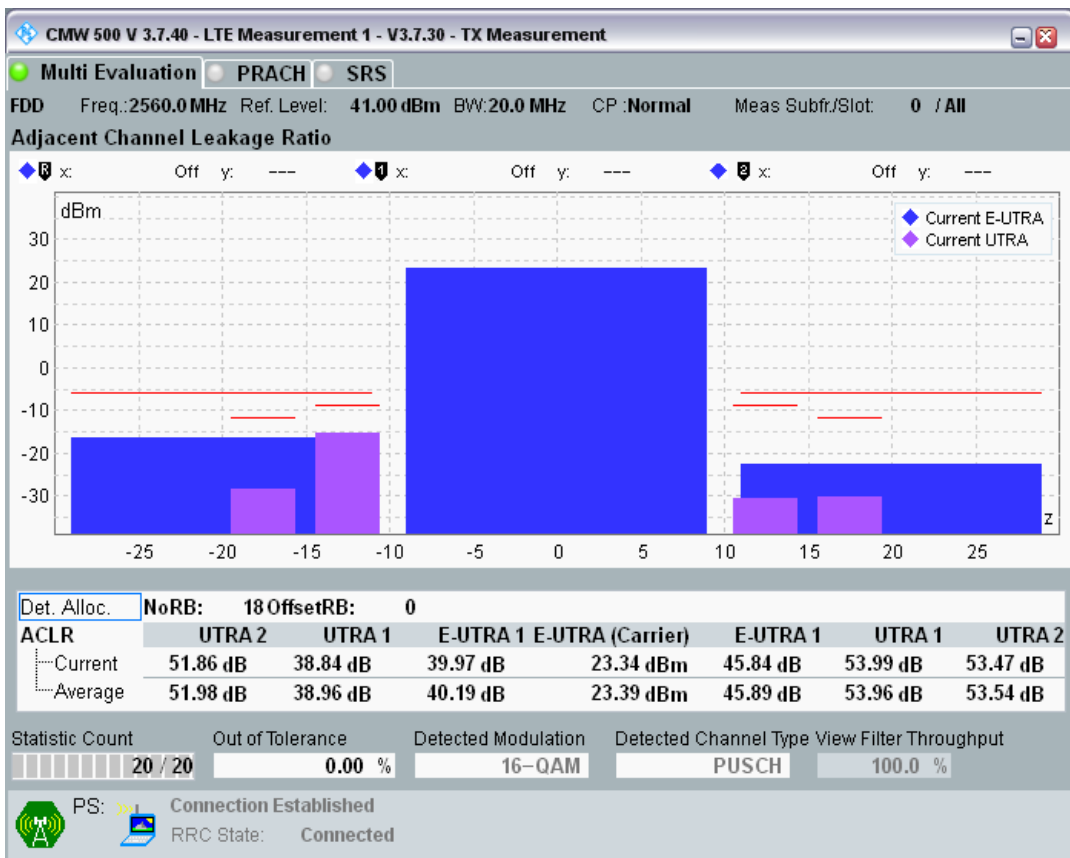 CMW 500 V 3.7.40 - LTE Measurement 1 - V3.7.30 - TX Measurement
Multi Evaluation PRACH SRS
FDD Freq.:2560.0 MHz Ref. Level: 41.00 dBm BW:20.0 MHz CP :Normal Meas Subfr./Slot: 0 / All
Adjacent Channel Leakage Ratio
R x: Off y: --- 1 x: Off y: --- 2 x: Off y: ---
dBm
Current E-UTRA
Current UTRA
30
20
10
0
-10
-20
-30
z
-25 -20 -15 -10 -5 0 5 10 15 20 25
Det. Alloc. NoRB: 18 OffsetRB: 0
ACLR UTRA 2 UTRA 1 E-UTRA 1 E-UTRA (Carrier) E-UTRA 1 UTRA 1 UTRA 2
Current 51.86 dB 38.84 dB 39.97 dB 23.34 dBm 45.84 dB 53.99 dB 53.47 dB
Average 51.98 dB 38.96 dB 40.19 dB 23.39 dBm 45.89 dB 53.96 dB 53.54 dB
Statistic Count Out of Tolerance Detected Modulation Detected Channel Type View Filter Throughput
20 / 20 0.00 % 16-QAM PUSCH 100.0 %
PS: Connection Established
RRC State: Connected